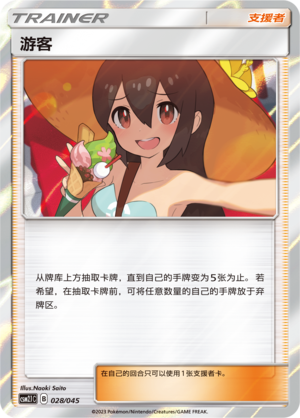 TRAINER
支援者
游客
从牌库上方抽取卡牌，直到自己的手牌变为5张为止。若
希望，在抽取卡牌前，可将任意数量的自己的手牌放于弃
牌区。
在自己的回合只可以使用1张支援者卡。
Illus.Naoki Saito
CSM2.1C B 028/045
©2023 Pokémon/Nintendo/Creatures/GAME FREAK.